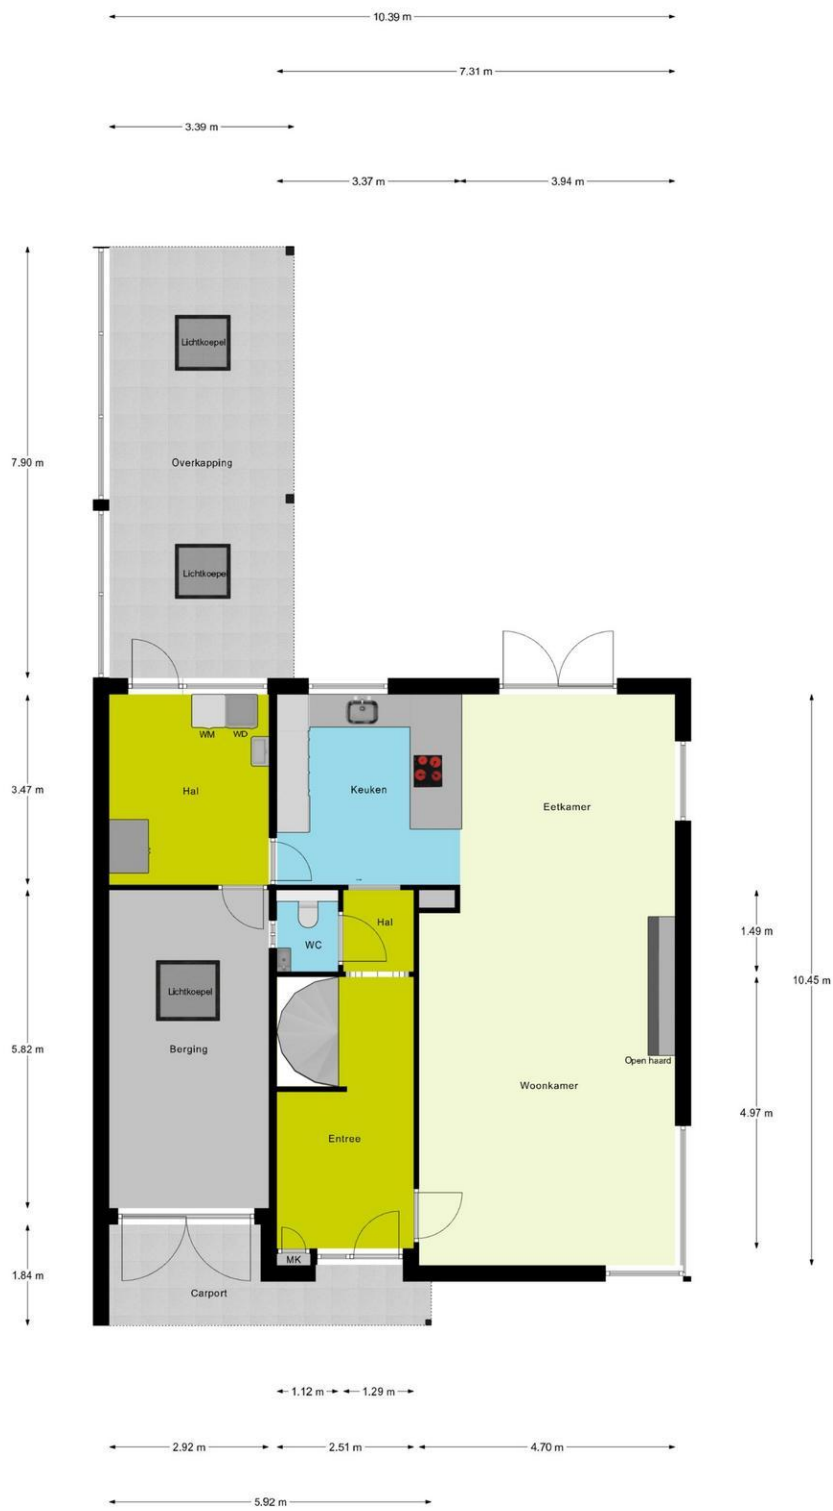 10.39 m
7.31 m
3.39 m
3.37 m
3.94 m
Lichtkoepel
7.90 m
Overkapping
Lichtkoepel
WM
WD
3.47 m
Hal
Keuken
Eetkamer
Hal
1.49 m
WC
10.45 m
Lichtkoepel
5.82 m
Berging
Open haard
Woonkamer
4.97 m
Entree
MK
1.84 m
Carport
1.12 m
1.29 m
2.92 m
2.51 m
4.70 m
5.92 m